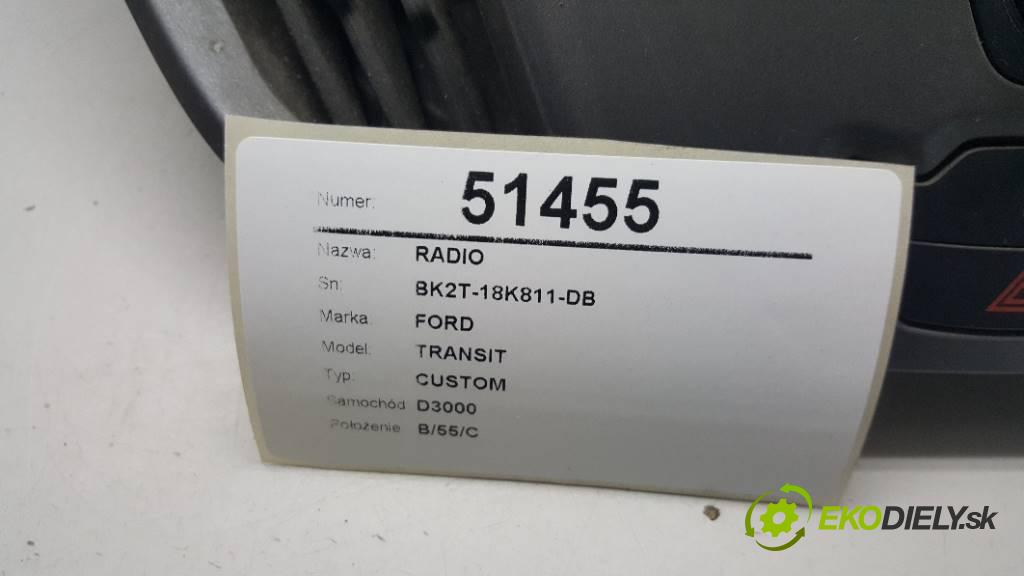 Numer: 51455
Nazwa: RADIO
Sn: BK2T-18K811-DB
Marka: FORD
Model: TRANSIT
Typ: CUSTOM
Samochód D3000
Położenie B/55/C
EKODIELY.sk